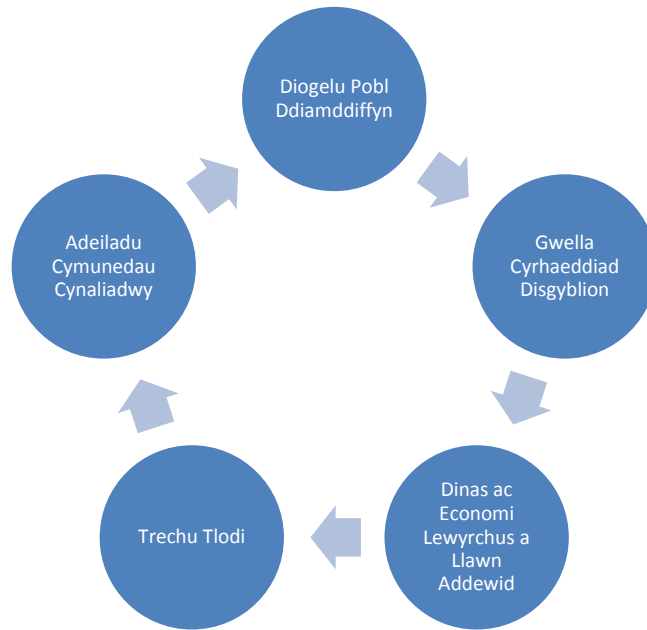 Diogelu Pobl
Ddiamddiffyn
Gwella
Cyrhaeddiad
Disgyblion
Dinas ac
Economi
Lewyrchus a
Llawn
Addewid
Trechu Tlodi
Adeiladu
Cymunedau
Cynaliadwy